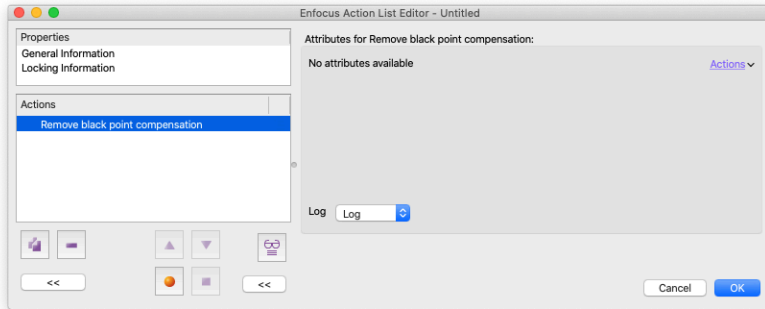 Enfocus Action List Editor - Untitled
Properties
General Information
Locking Information
Actions
Remove black point compensation
<<
<<
Attributes for Remove black point compensation:
No attributes available
Actions
Log
Log
Cancel
OK